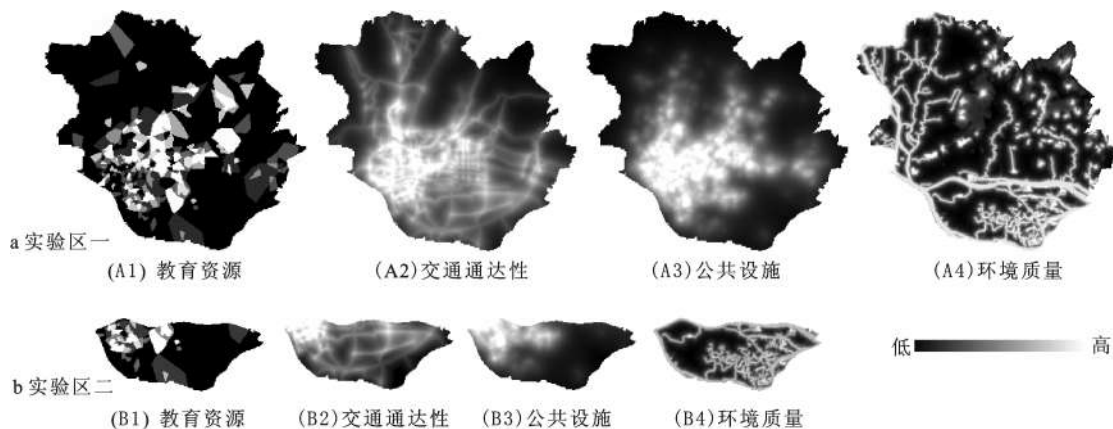 a 实验区一
(A1) 教育资源
(A2)交通通达性
(A3)公共设施
(A4)环境质量
低
高
b 实验区二
(B1) 教育资源
(B2)交通通达性
(B3)公共设施
(B4)环境质量